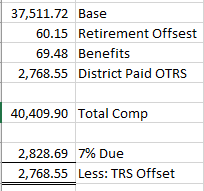 37,511.72 Base
60.15 Retirement Offsest
69.48 Benefits
2,768.55 District Paid OTRS
40,409.90 Total Comp
2,828.69 7% Due
2,768.55 Less: TRS Offset